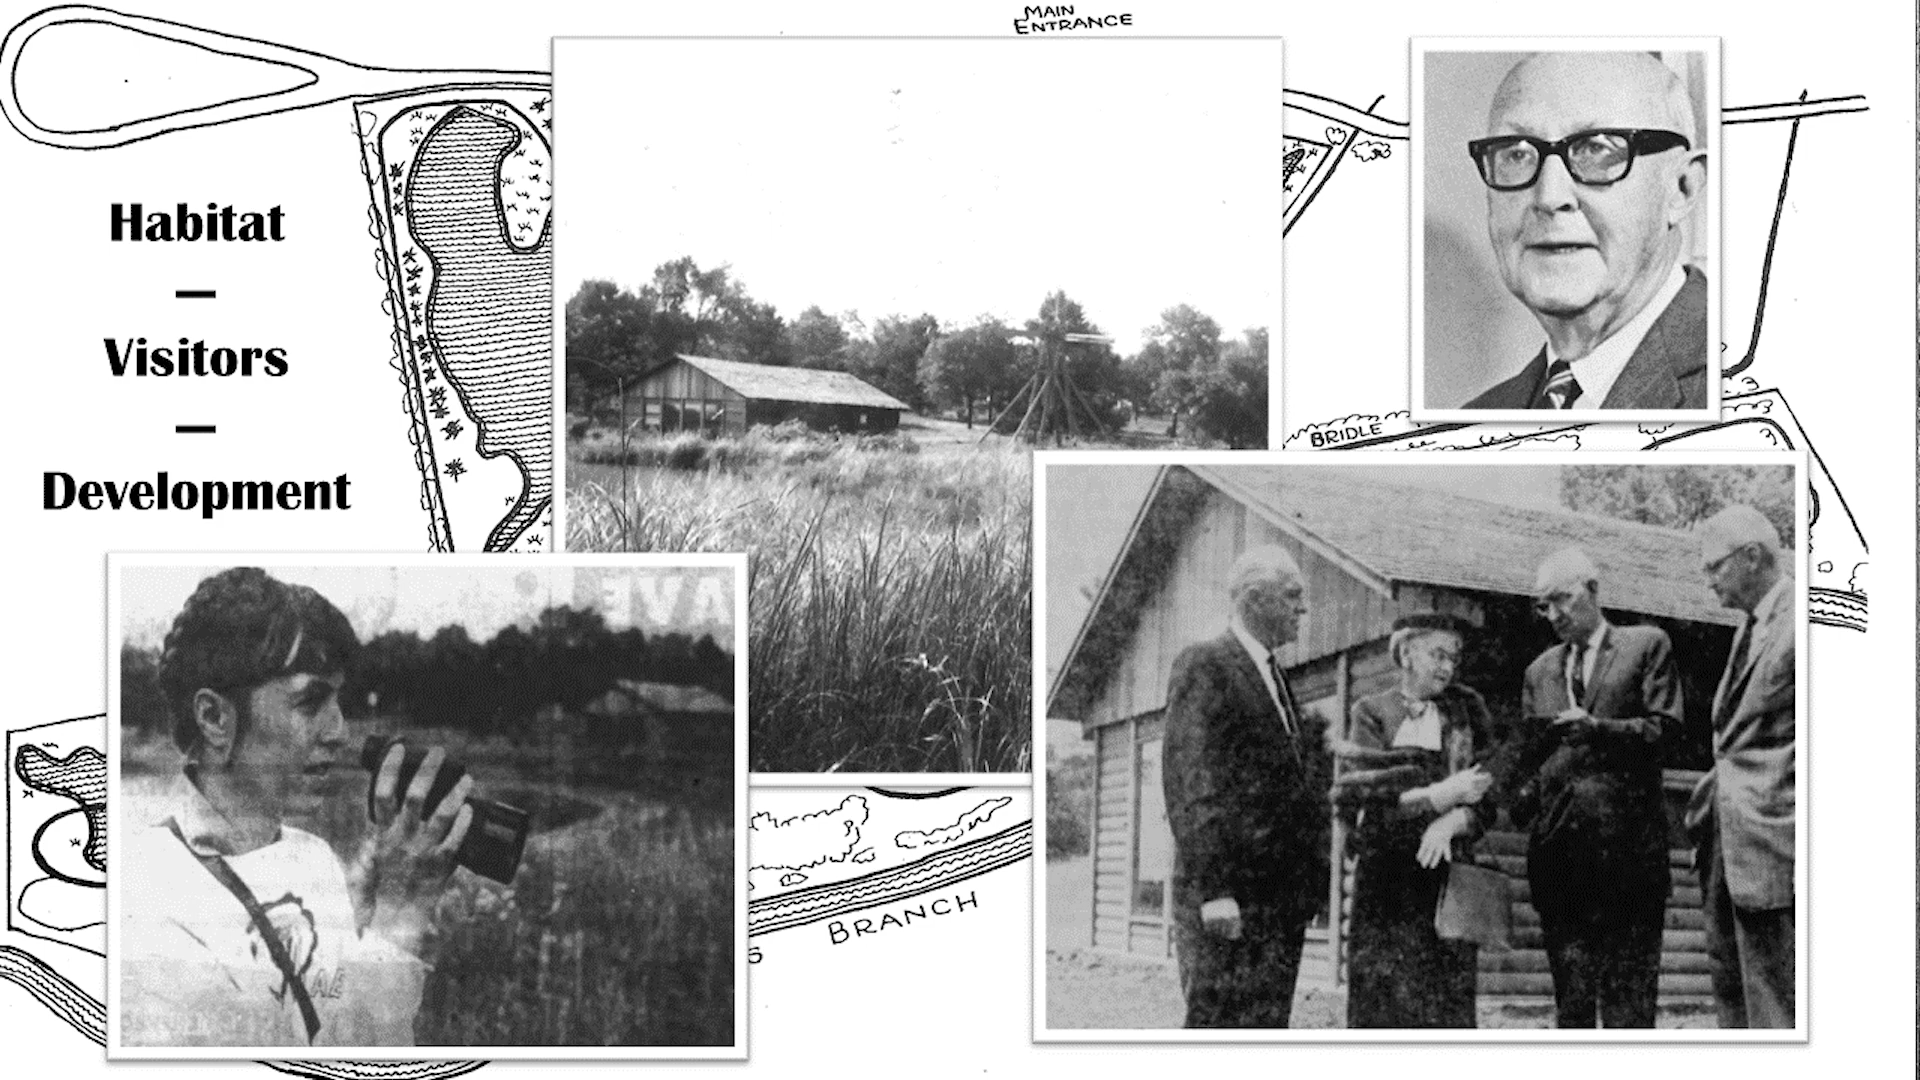 MAIN
ENTRANCE
Habitat
–
Visitors
–
Development
BRIDLE
BRANCH